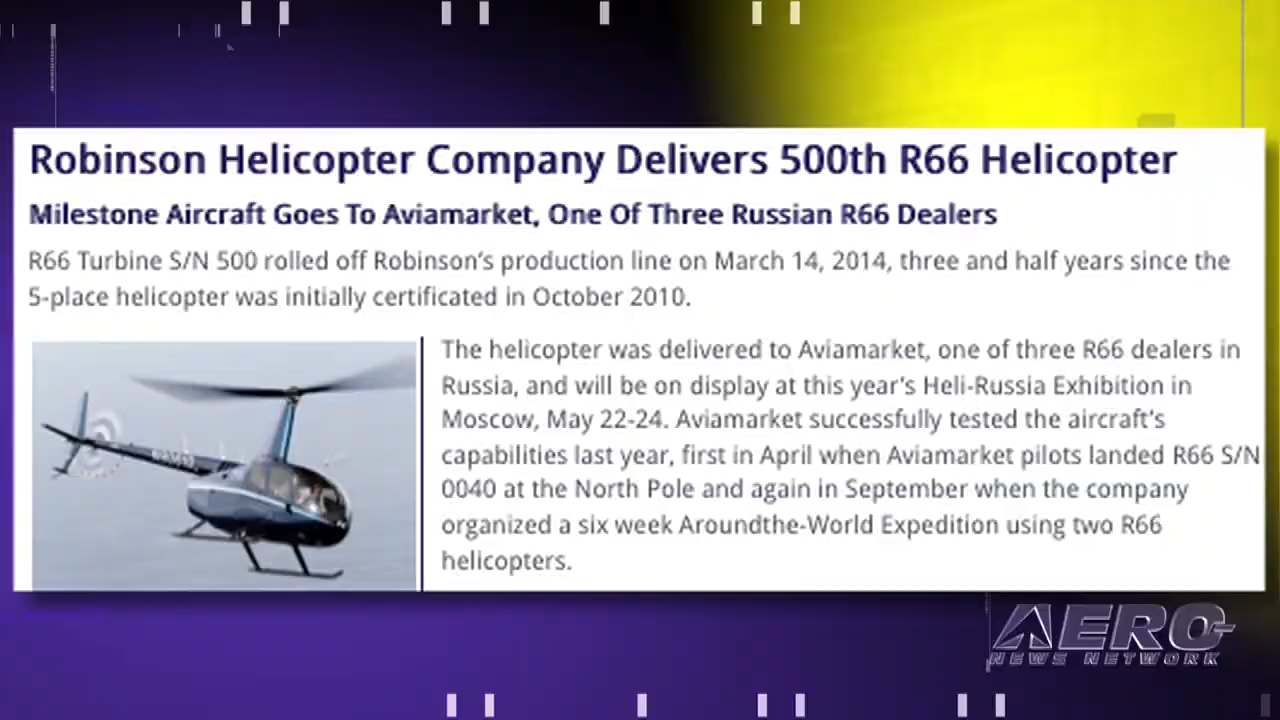 Robinson Helicopter Company Delivers 500th R66 Helicopter
Milestone Aircraft Goes To Aviamarket, One Of Three Russian R66 Dealers
R66 Turbine S/N 500 rolled off Robinson's production line on March 14, 2014, three and half years since the
5-place helicopter was initially certificated in October 2010.
The helicopter was delivered to Aviamarket, one of three R66 dealers in
Russia, and will be on display at this year's Heli-Russia Exhibition in
Moscow, May 22-24. Aviamarket successfully tested the aircraft's
capabilities last year, first in April when Aviamarket pilots landed R66 S/N
0040 at the North Pole and again in September when the company
organized a six week Aroundthe-World Expedition using two R66
helicopters.
AERO-
NEWS NETWORK